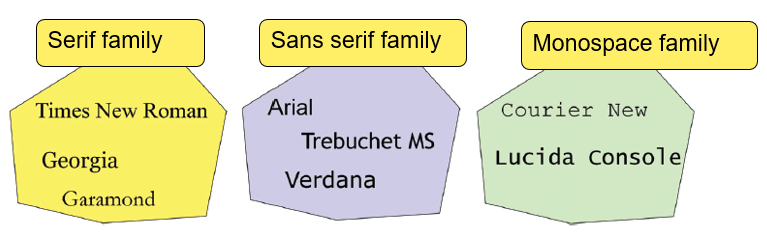 Serif family
Times New Roman
Georgia
Garamond
Sans serif family
Arial
Trebuchet MS
Verdana
Monospace family
Courier New
Lucida Console